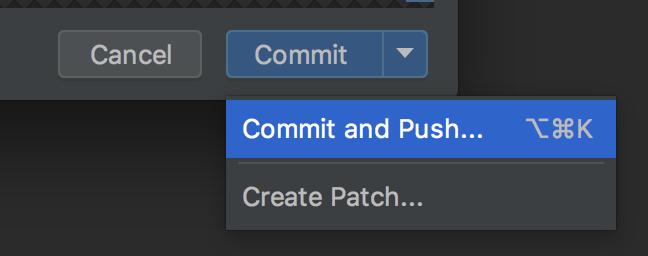 Cancel Commit
Commit and Push... ⌥⌘K
Create Patch...